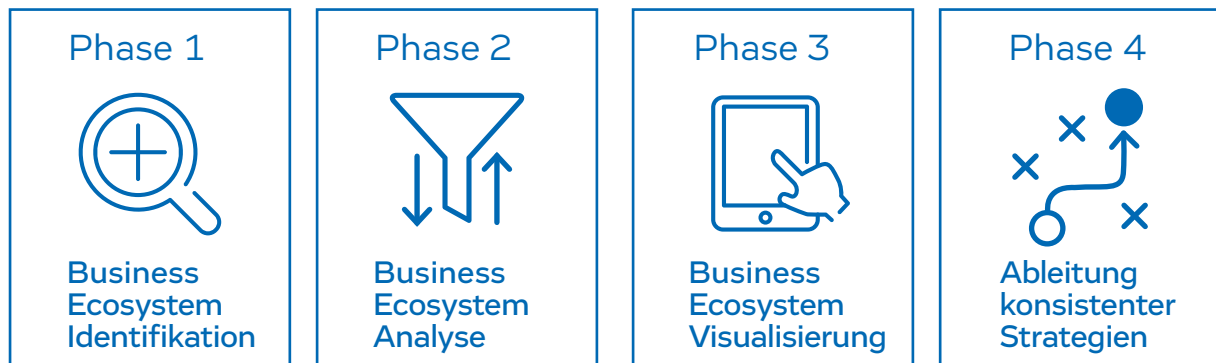 Phase 1
Business
Ecosystem
Identifikation
Phase 2
Business
Ecosystem
Analyse
Phase 3
Business
Ecosystem
Visualisierung
Phase 4
Ableitung
konsistenter
Strategien